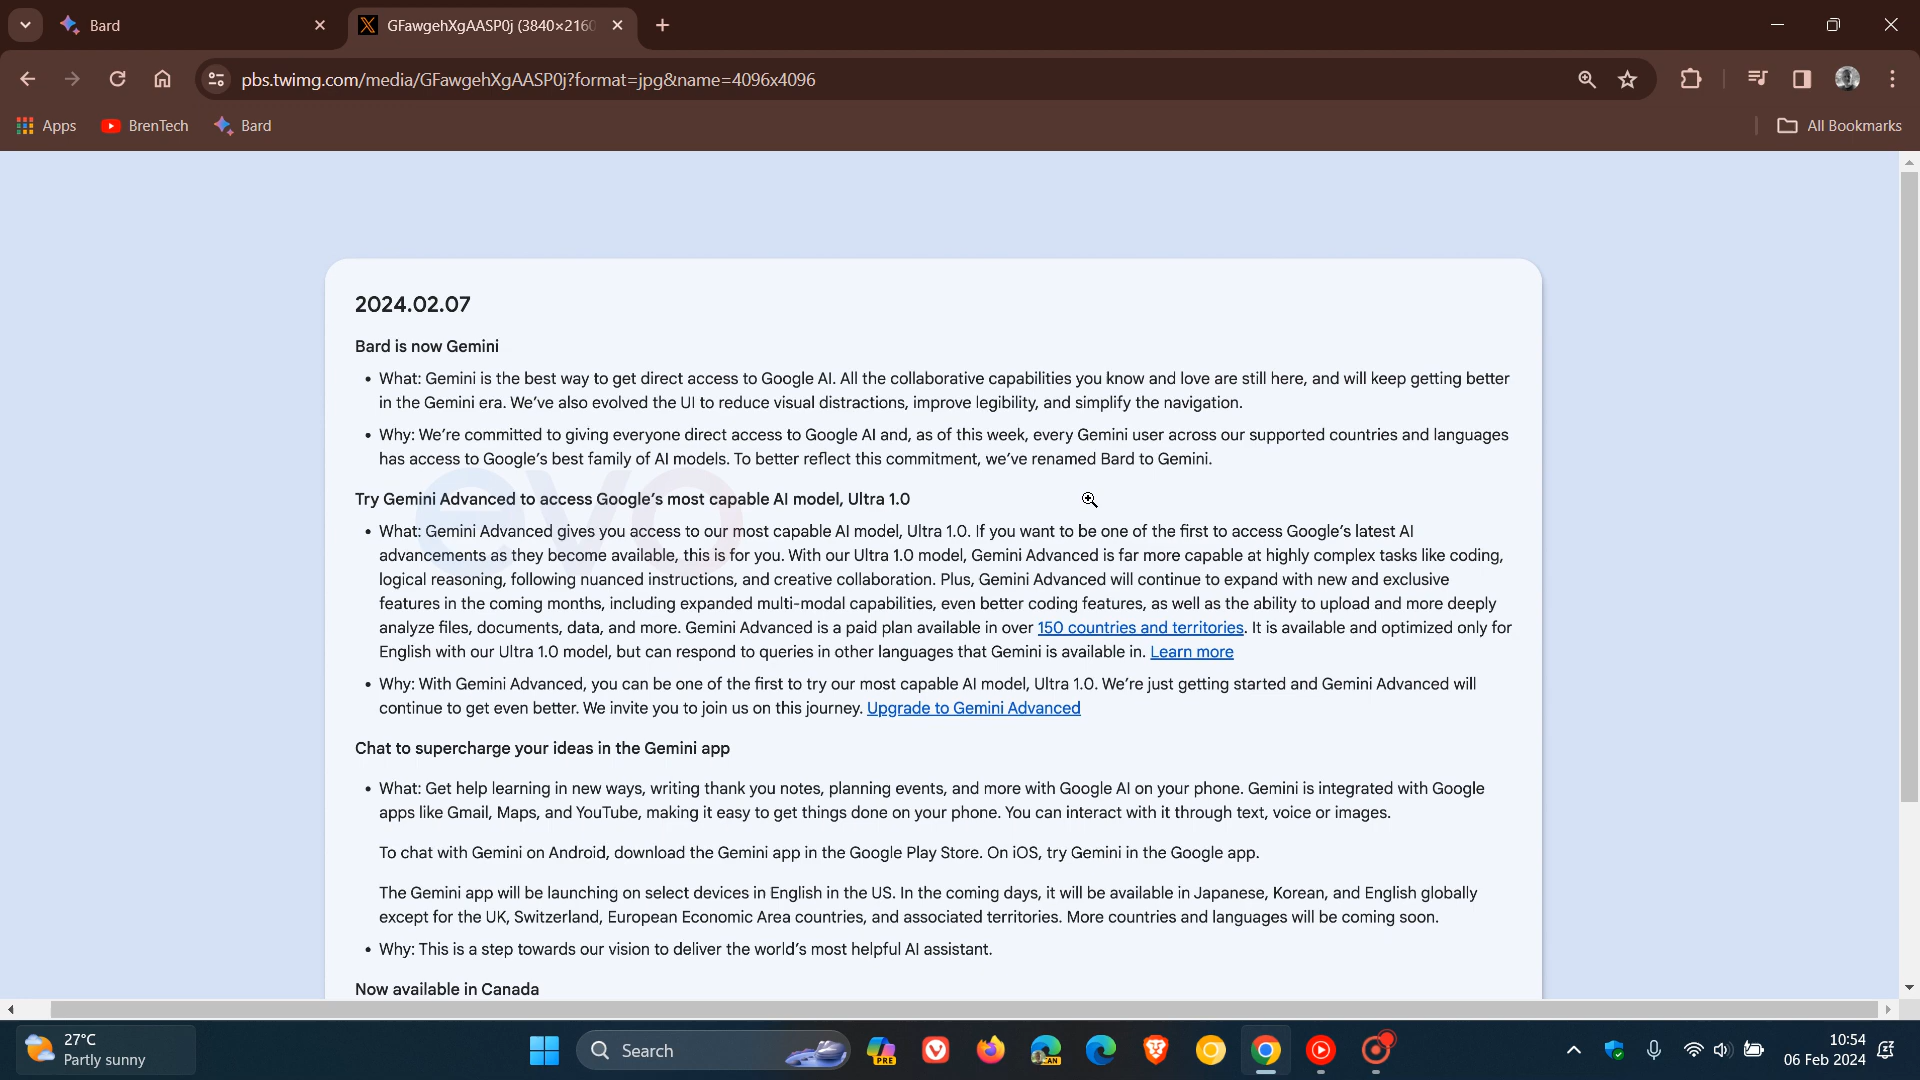 Bard
GFawgehXgAASP0j (3840×2160
pbs.twimg.com/media/GFawgehXgAASP0j?format=jpg&name=4096x4096
Apps
BrenTech
Bard
All Bookmarks
2024.02.07
Bard is now Gemini
• What: Gemini is the best way to get direct access to Google AI. All the collaborative capabilities you know and love are still here, and will keep getting better
in the Gemini era. We've also evolved the UI to reduce visual distractions, improve legibility, and simplify the navigation.
• Why: We're committed to giving everyone direct access to Google AI and, as of this week, every Gemini user across our supported countries and languages
has access to Google's best family of AI models. To better reflect this commitment, we've renamed Bard to Gemini.
evo
Try Gemini Advanced to access Google's most capable AI model, Ultra 1.0
• What: Gemini Advanced gives you access to our most capable AI model, Ultra 1.0. If you want to be one of the first to access Google's latest AI
advancements as they become available, this is for you. With our Ultra 1.0 model, Gemini Advanced is far more capable at highly complex tasks like coding,
logical reasoning, following nuanced instructions, and creative collaboration. Plus, Gemini Advanced will continue to expand with new and exclusive
features in the coming months, including expanded multi-modal capabilities, even better coding features, as well as the ability to upload and more deeply
analyze files, documents, data, and more. Gemini Advanced is a paid plan available in over 150 countries and territories. It is available and optimized only for
English with our Ultra 1.0 model, but can respond to queries in other languages that Gemini is available in. Learn more
• Why: With Gemini Advanced, you can be one of the first to try our most capable AI model, Ultra 1.0. We're just getting started and Gemini Advanced will
continue to get even better. We invite you to join us on this journey. Upgrade to Gemini Advanced
Chat to supercharge your ideas in the Gemini app
• What: Get help learning in new ways, writing thank you notes, planning events, and more with Google AI on your phone. Gemini is integrated with Google
apps like Gmail, Maps, and YouTube, making it easy to get things done on your phone. You can interact with it through text, voice or images.
To chat with Gemini on Android, download the Gemini app in the Google Play Store. On iOS, try Gemini in the Google app.
The Gemini app will be launching on select devices in English in the US. In the coming days, it will be available in Japanese, Korean, and English globally
except for the UK, Switzerland, European Economic Area countries, and associated territories. More countries and languages will be coming soon.
• Why: This is a step towards our vision to deliver the world's most helpful AI assistant.
Now available in Canada
27°C
Partly sunny
Search
PRE
CAN
10:54
06 Feb 2024